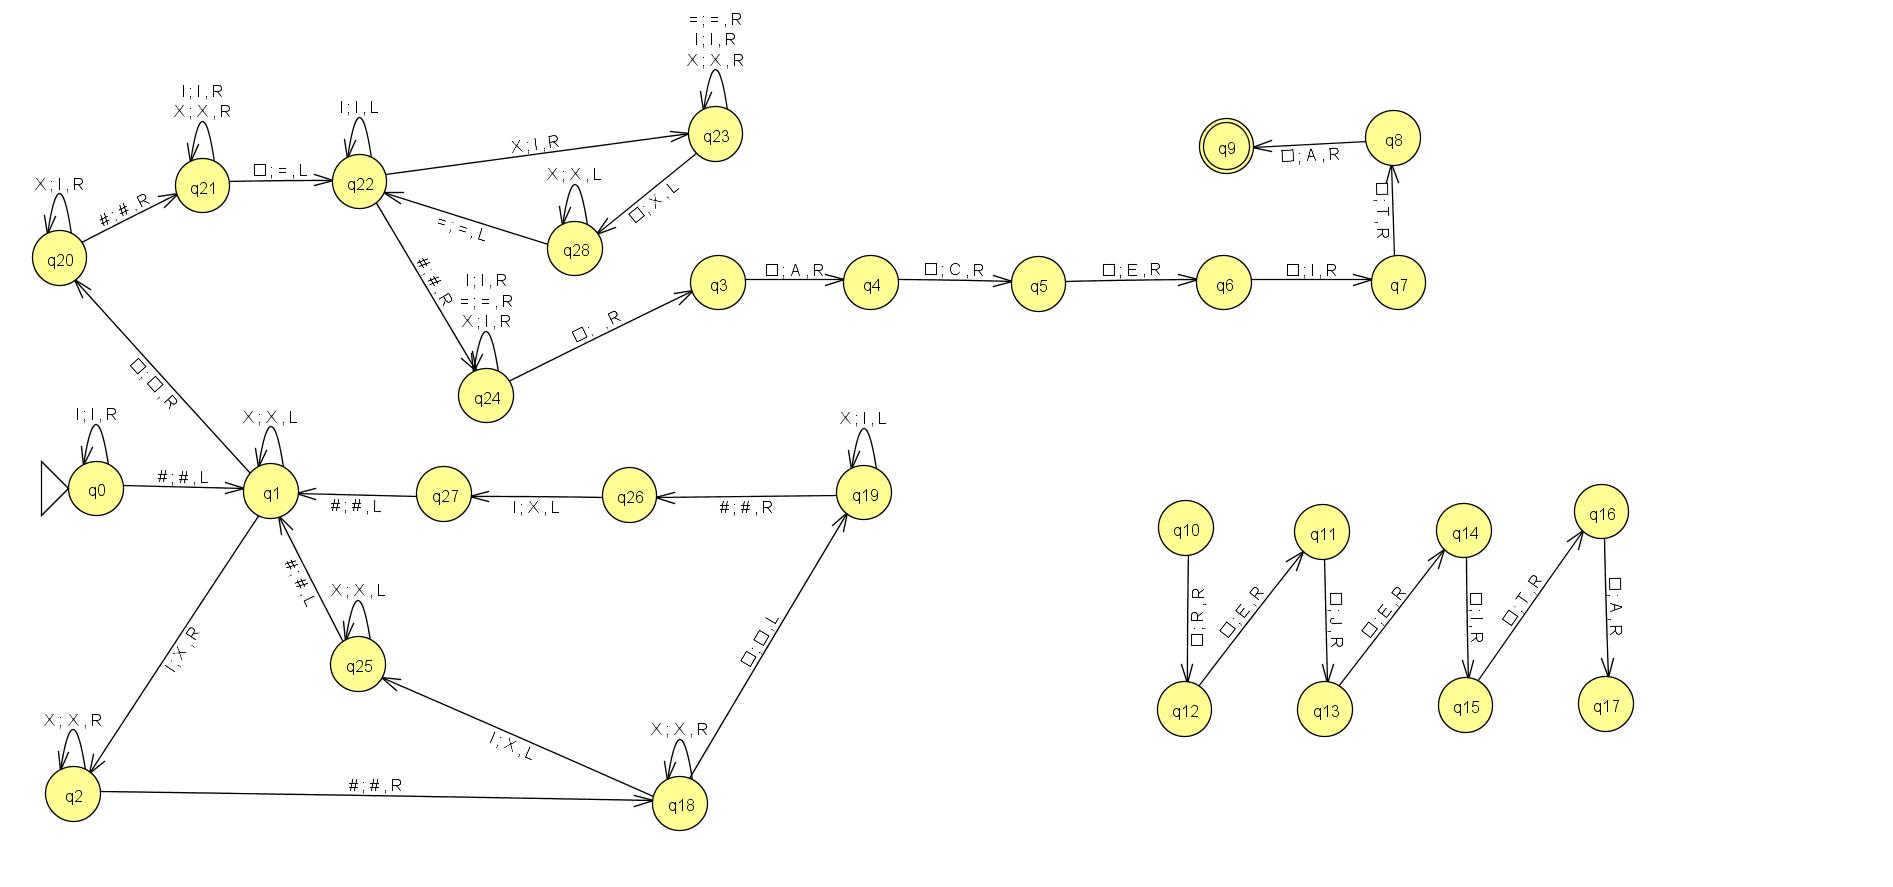 =;=,R
I;I,R
X;X,R
q23
I;I,R
X;X,R
q21
□;=,L
I;I,L
q22
X;I,R
□;X,L
X;X,L
q28
=;=,L
q9
□;A,R
q8
□;T,R
X;I,R
q20
#;#,R
#;#,R
I;I,R
=;=,R
X;I,R
q24
□; ,R
q3
□;A,R
q4
□;C,R
q5
□;E,R
q6
□;I,R
q7
□;□,R
I;I,R
q0
#;#,L
X;X,L
q1
#;#,L
q27
I;X,L
q26
#;#,R
X;I,L
q19
#;#,L
X;X,L
q25
I;X,R
□;□,L
X;X,R
q2
#;#,R
I;X,L
X;X,R
q18
q10
□;R,R
q12
□;E,R
q11
□;J,R
q13
□;E,R
q14
□;I,R
q15
□;T,R
q16
□;A,R
q17